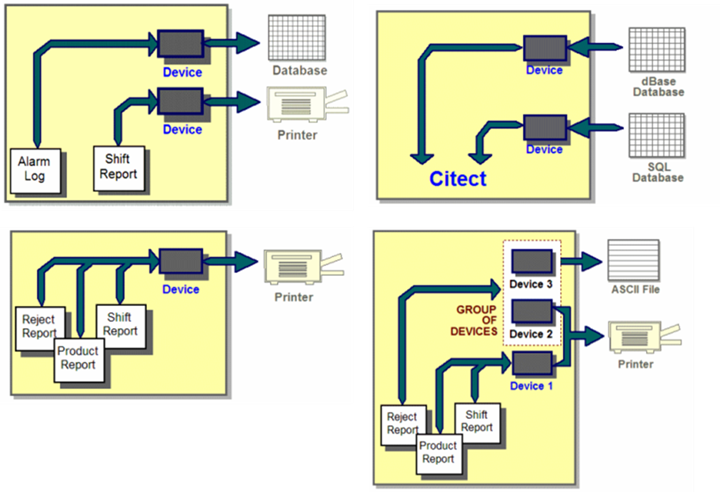 Device
Database
Device
Printer
Alarm
Log
Shift
Report
Device
dBase
Database
Device
SQL
Database
Citect
Device
Printer
Reject
Report
Shift
Report
Product
Report
Device 3
ASCII File
GROUP
OF
DEVICES
Device 2
Printer
Device 1
Reject
Report
Shift
Report
Product
Report